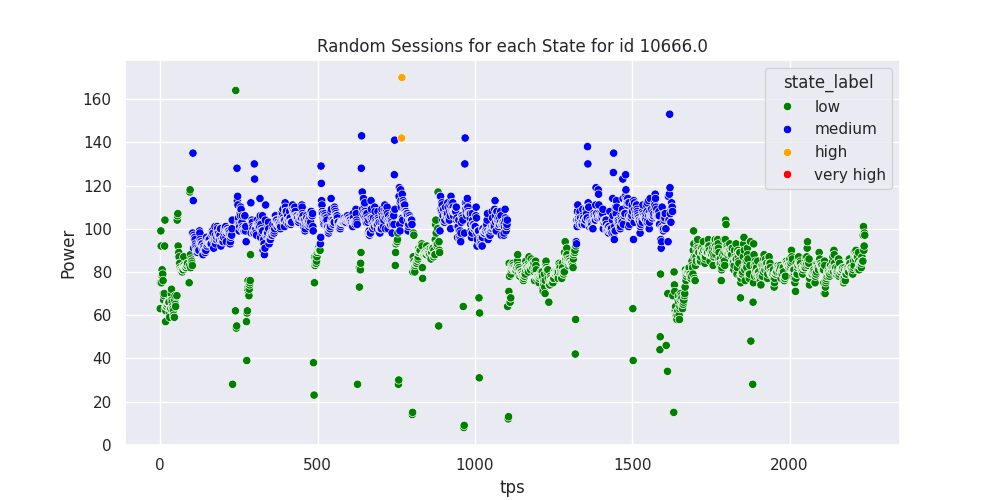 Random Sessions for each State for id 10666.0
state_label
low
medium
high
very high
Power
160
140
120
100
80
60
40
20
0
0 500 1000 1500 2000
tps